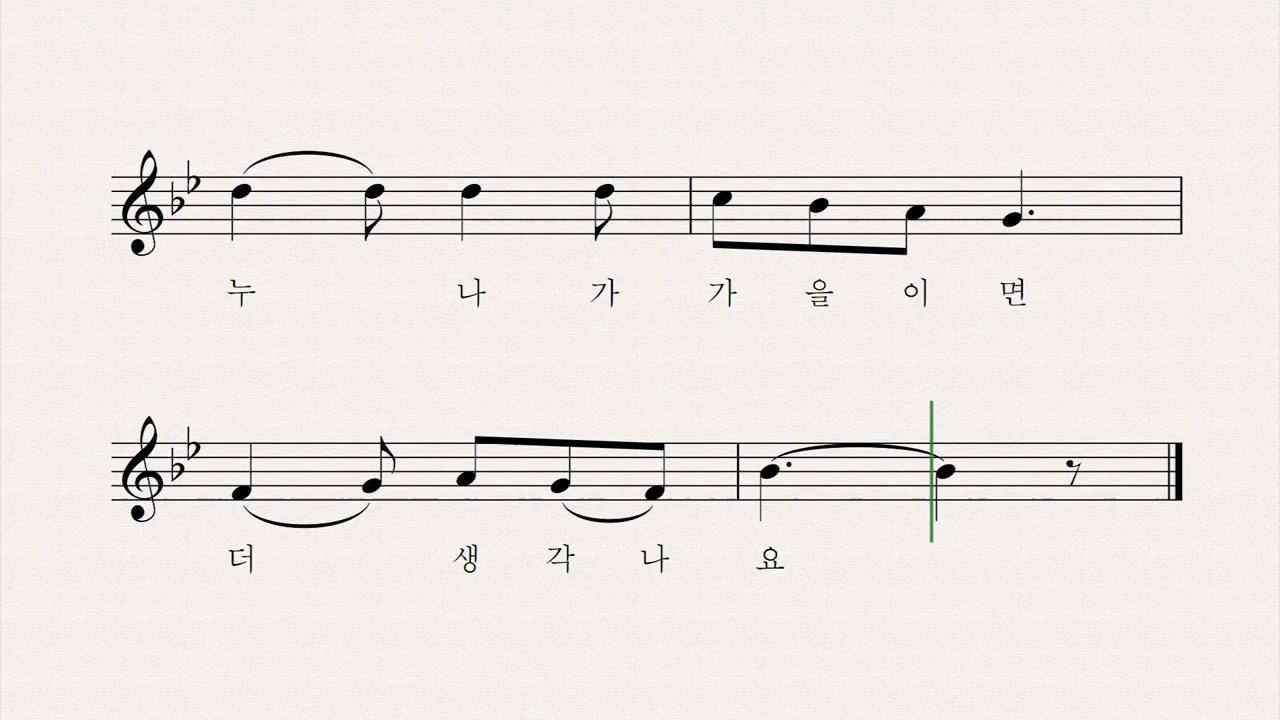 누 나 가 가 을 이 면
더 생 각 나 요